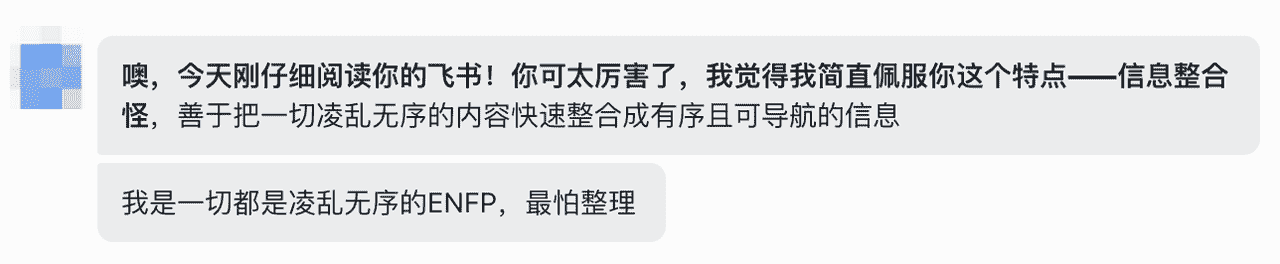 噢，今天刚仔细阅读你的飞书！你可太厉害了，我觉得我简直佩服你这个特点——信息整合
怪，善于把一切凌乱无序的内容快速整合成有序且可导航的信息
我是一切都是凌乱无序的ENFP，最怕整理